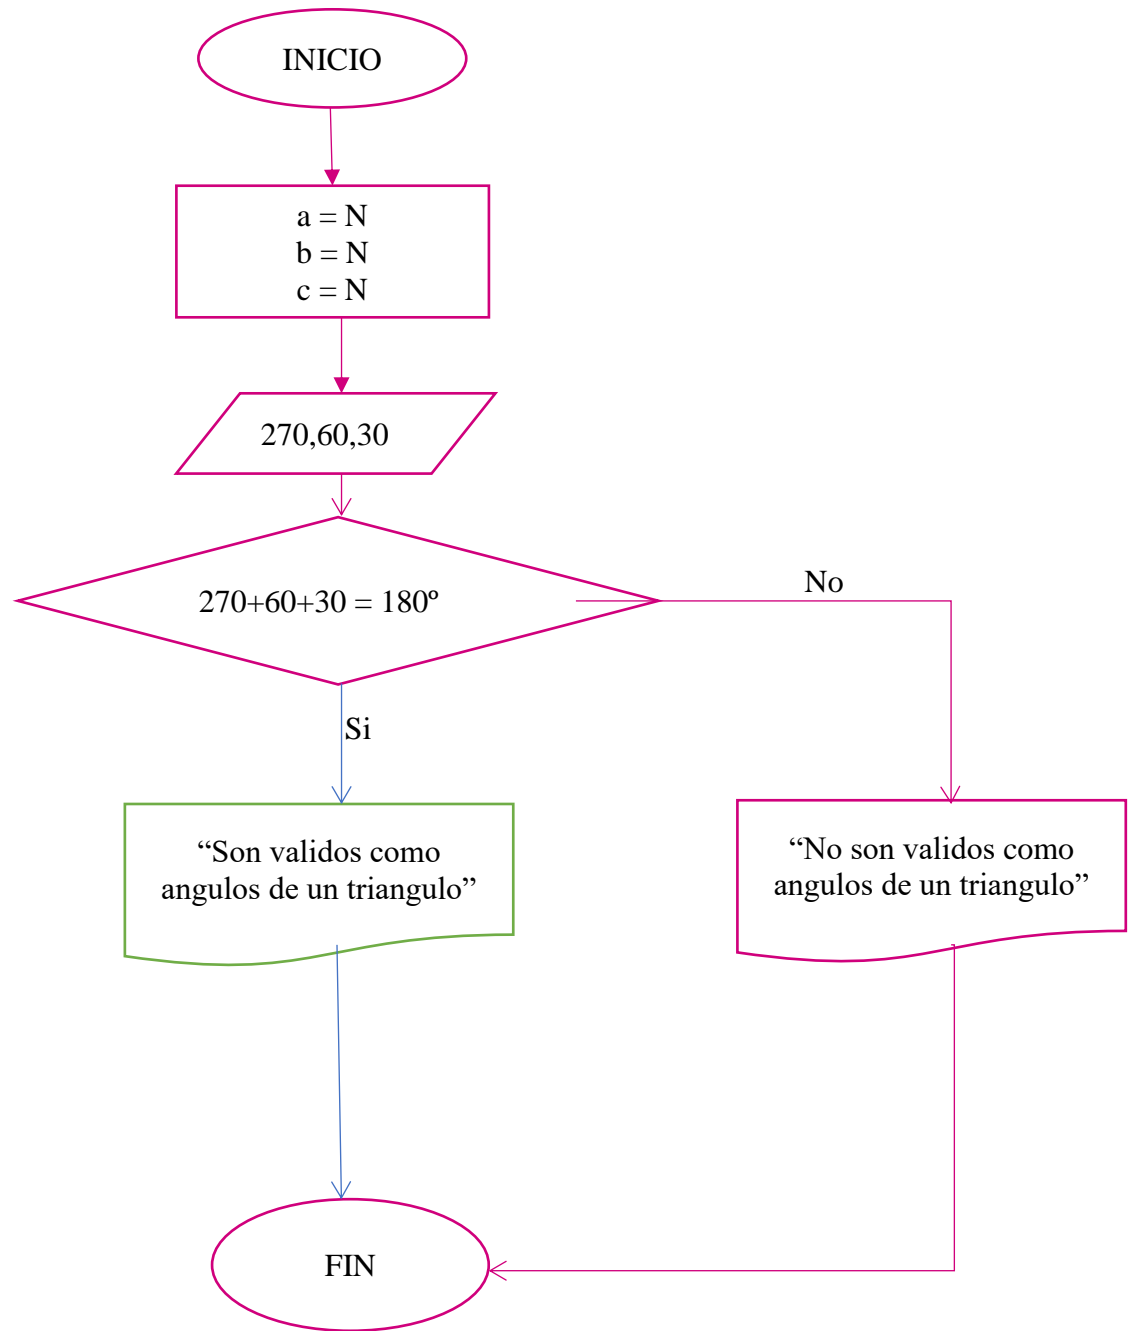 INICIO
a = N
b = N
c = N
270,60,30
270+60+30 = 180º
No
Si
“Son validos como
angulos de un triangulo”
“No son validos como
angulos de un triangulo”
FIN